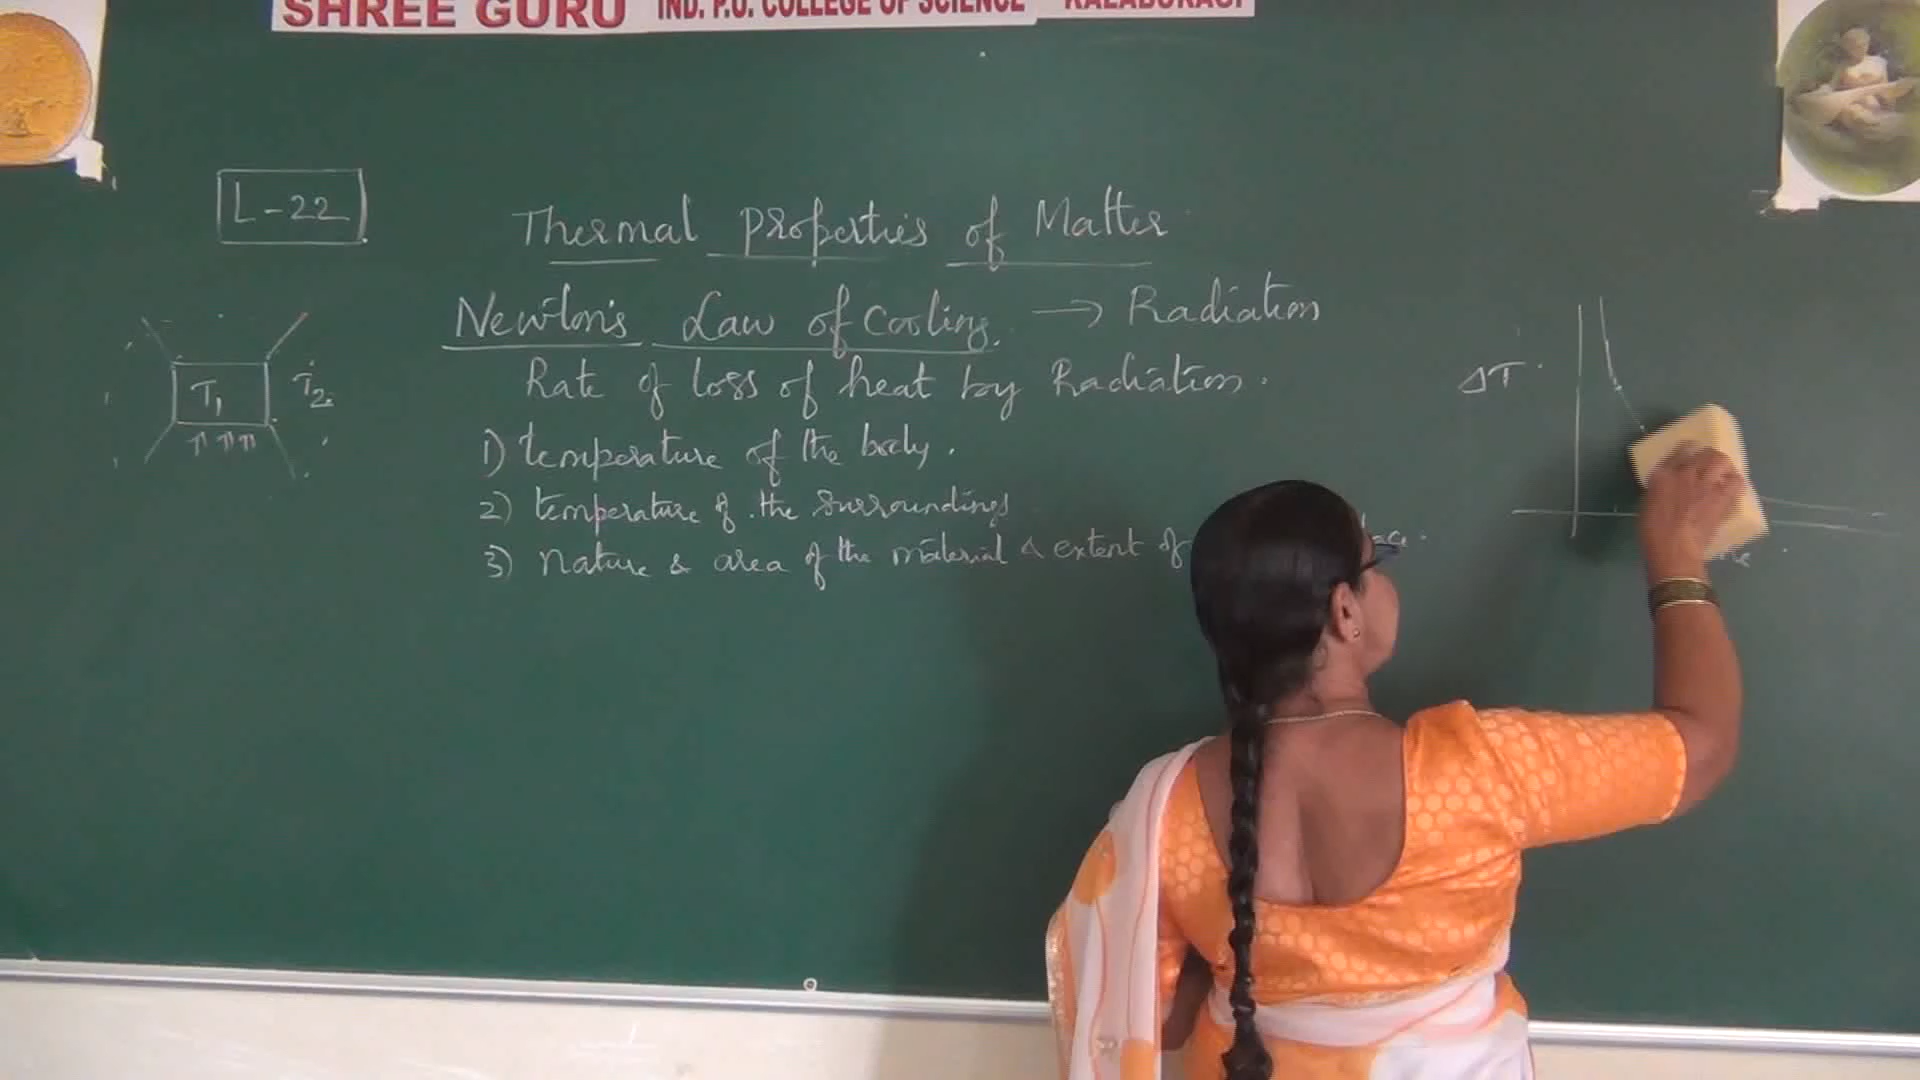 SHREE GURU IND. P.U. COLLEGE OF SCIENCE KALABURAGI
L-22
Thermal properties of Matter
Newton's Law of Cooling. → Radiation
Rate of loss of heat by Radiation.
1) temperature of the body.
2) temperature of the surroundings
3) nature & area of the material & extent of
T₁
T₂
ΔT